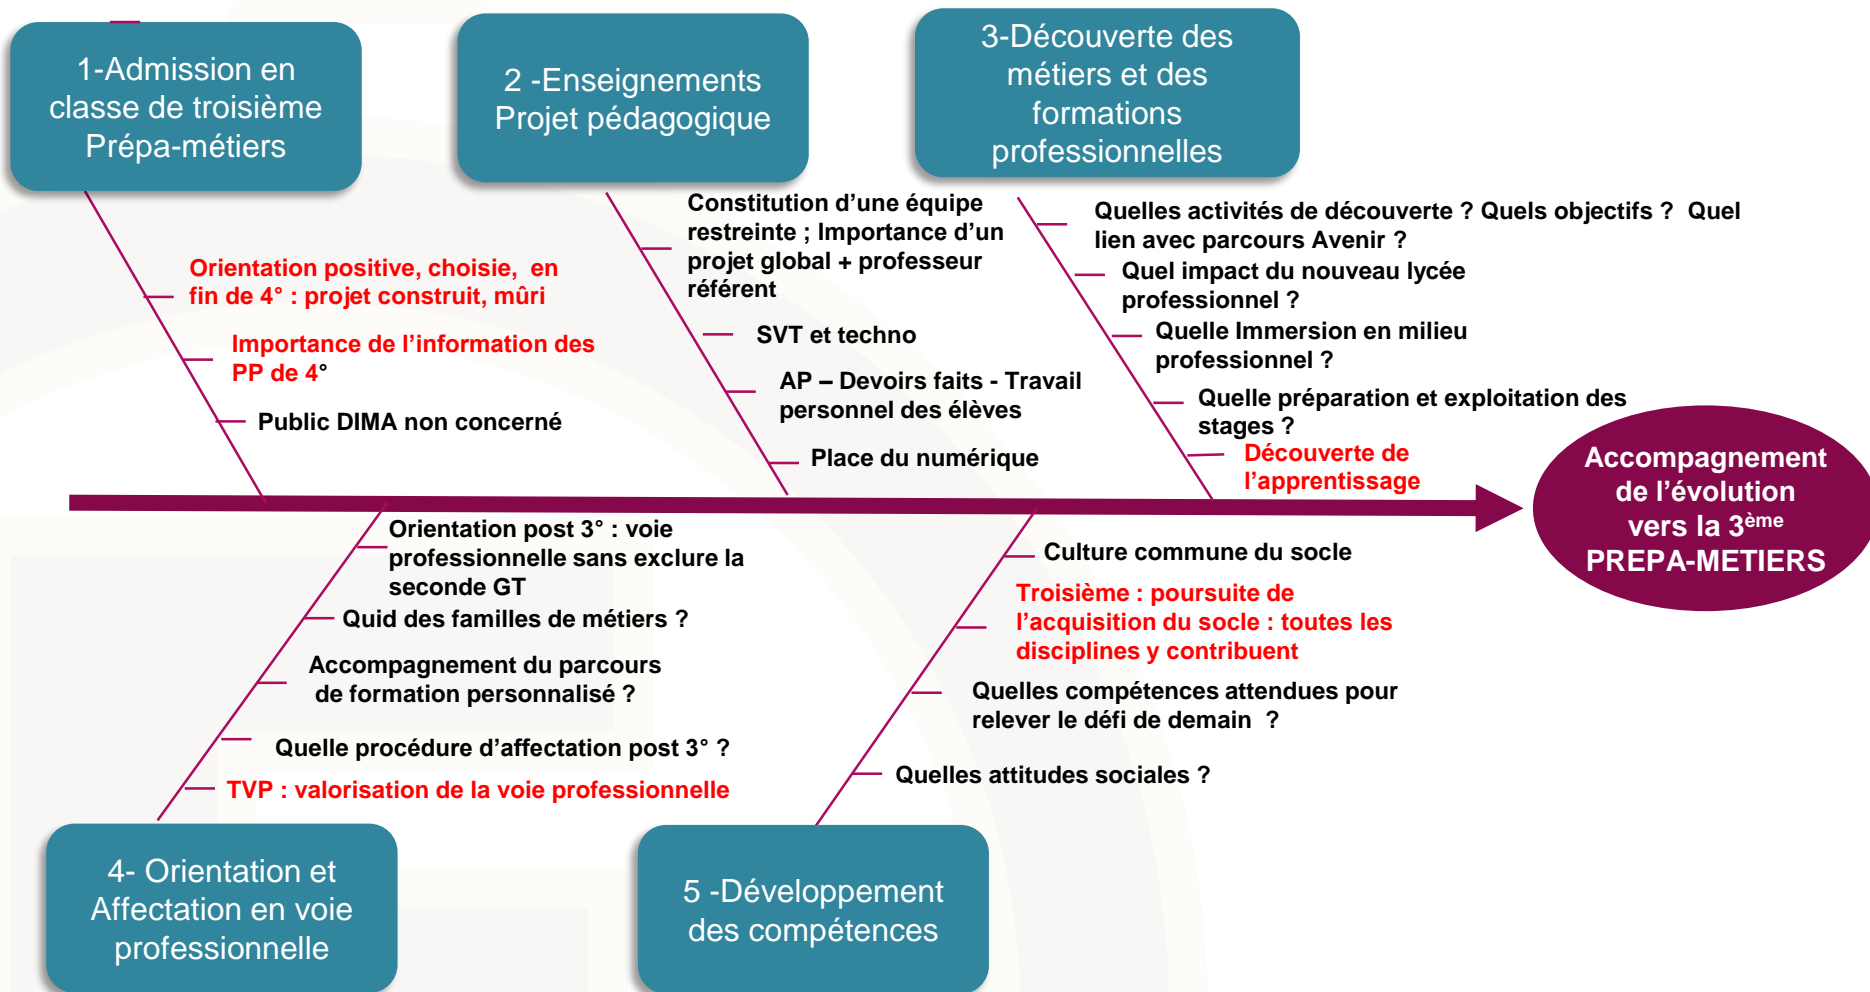 1-Admission en
classe de troisième
Prépa-métiers
2 -Enseignements
Projet pédagogique
3-Découverte des
métiers et des
formations
professionnelles
Orientation positive, choisie, en
fin de 4° : projet construit, mûri
Importance de l’information des
PP de 4°
Public DIMA non concerné
Constitution d’une équipe
restreinte ; Importance d’un
projet global + professeur
référent
SVT et techno
AP – Devoirs faits - Travail
personnel des élèves
Place du numérique
Quelles activités de découverte ? Quels objectifs ? Quel
lien avec parcours Avenir ?
Quel impact du nouveau lycée
professionnel ?
Quelle Immersion en milieu
professionnel ?
Quelle préparation et exploitation des
stages ?
Découverte de
l’apprentissage
Accompagnement
de l’évolution
vers la 3ème
PREPA-METIERS
Orientation post 3° : voie
professionnelle sans exclure la
seconde GT
Quid des familles de métiers ?
Accompagnement du parcours
de formation personnalisé ?
Quelle procédure d’affectation post 3° ?
TVP : valorisation de la voie professionnelle
Culture commune du socle
Troisième : poursuite de
l’acquisition du socle : toutes les
disciplines y contribuent
Quelles compétences attendues pour
relever le défi de demain ?
Quelles attitudes sociales ?
4- Orientation et
Affectation en voie
professionnelle
5 -Développement
des compétences